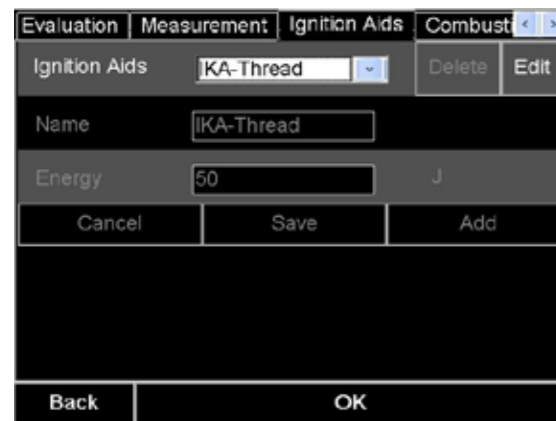 Evaluation Measurement Ignition Aids Combusti < >
Ignition Aids IKA-Thread Delete Edit
Name IKA-Thread
Energy 50 J
Cancel Save Add
Back OK